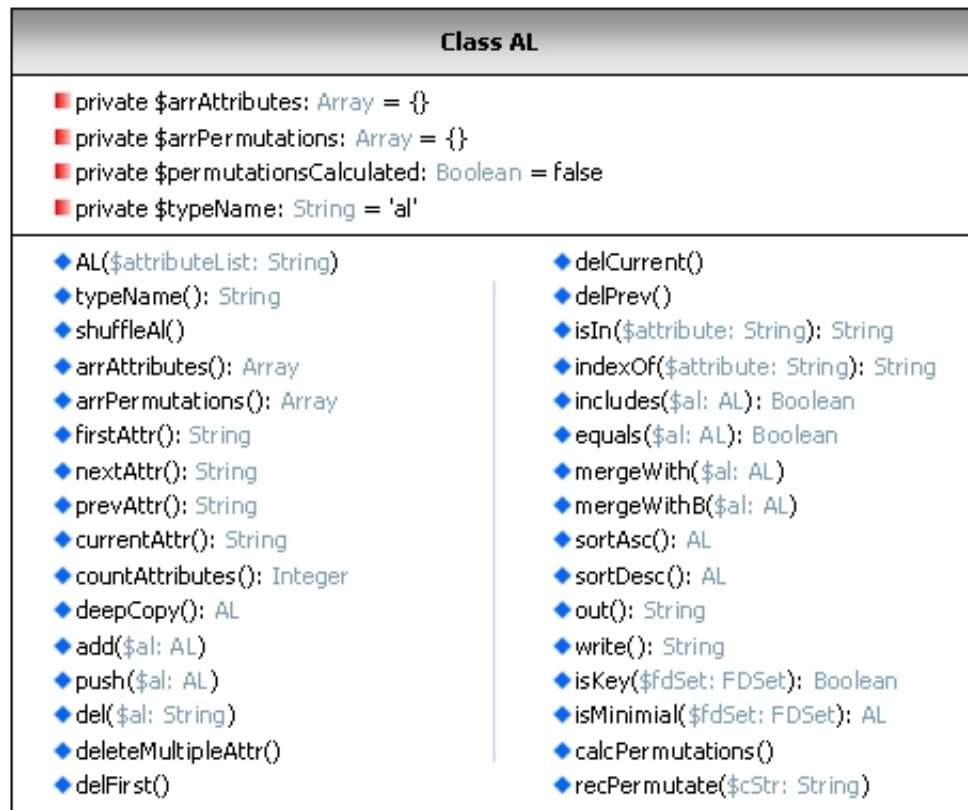 Class AL
private $arrAttributes: Array = {}
private $arrPermutations: Array = {}
private $permutationsCalculated: Boolean = false
private $typeName: String = 'al'
AL($attributeList: String)
typeName(): String
shuffleAl()
arrAttributes(): Array
arrPermutations(): Array
firstAttr(): String
nextAttr(): String
prevAttr(): String
currentAttr(): String
countAttributes(): Integer
deepCopy(): AL
add($al: AL)
push($al: AL)
del($al: String)
deleteMultipleAttr()
delFirst()
delCurrent()
delPrev()
isIn($attribute: String): String
indexOf($attribute: String): String
includes($al: AL): Boolean
equals($al: AL): Boolean
mergeWith($al: AL)
mergeWithB($al: AL)
sortAsc(): AL
sortDesc(): AL
out(): String
write(): String
isKey($fdSet: FDSet): Boolean
isMinimial($fdSet: FDSet): AL
calcPermutations()
recPermutate($cStr: String)